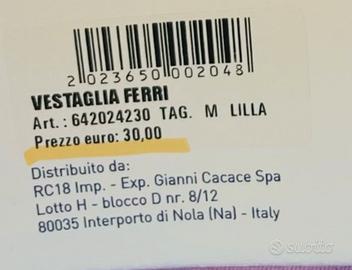 2 023650 002048
VESTAGLIA FERRI
Art.: 642024230 TAG. M LILLA
Prezzo euro: 30,00
Distribuito da:
RC18 Imp. - Exp. Gianni Cacace Spa
Lotto H - blocco D nr. 8/12
80035 Interporto di Nola (Na) - Italy
subito